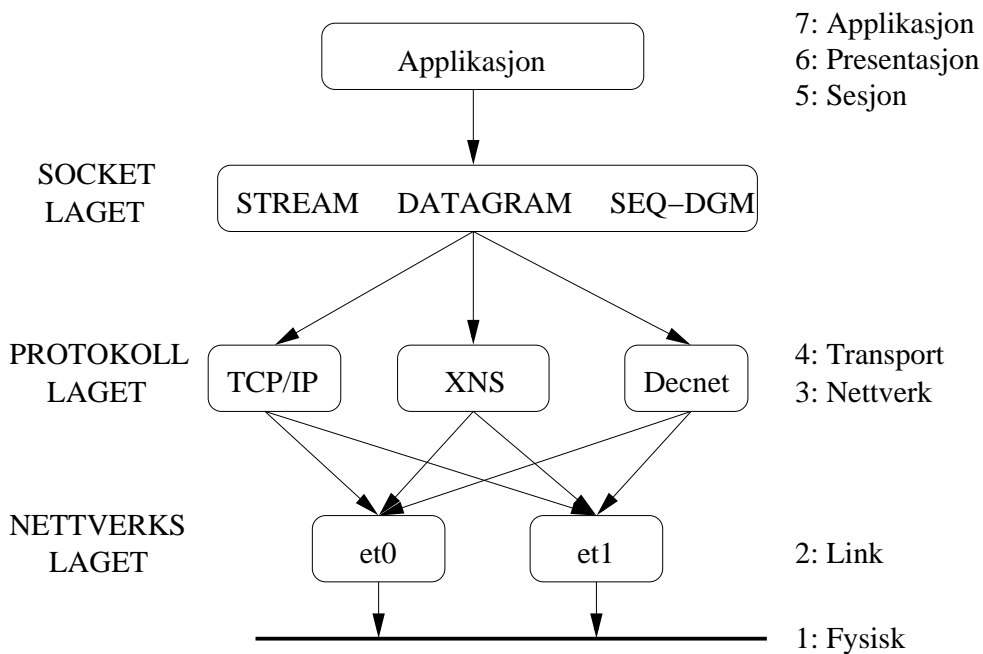 7: Applikasjon
Applikasjon
6: Presentasjon
5: Sesjon
SOCKET
LAGET
STREAM DATAGRAM SEQ–DGM
PROTOKOLL
LAGET
TCP/IP XNS Decnet
4: Transport
3: Nettverk
NETTVERKS
LAGET
et0 et1
2: Link
1: Fysisk